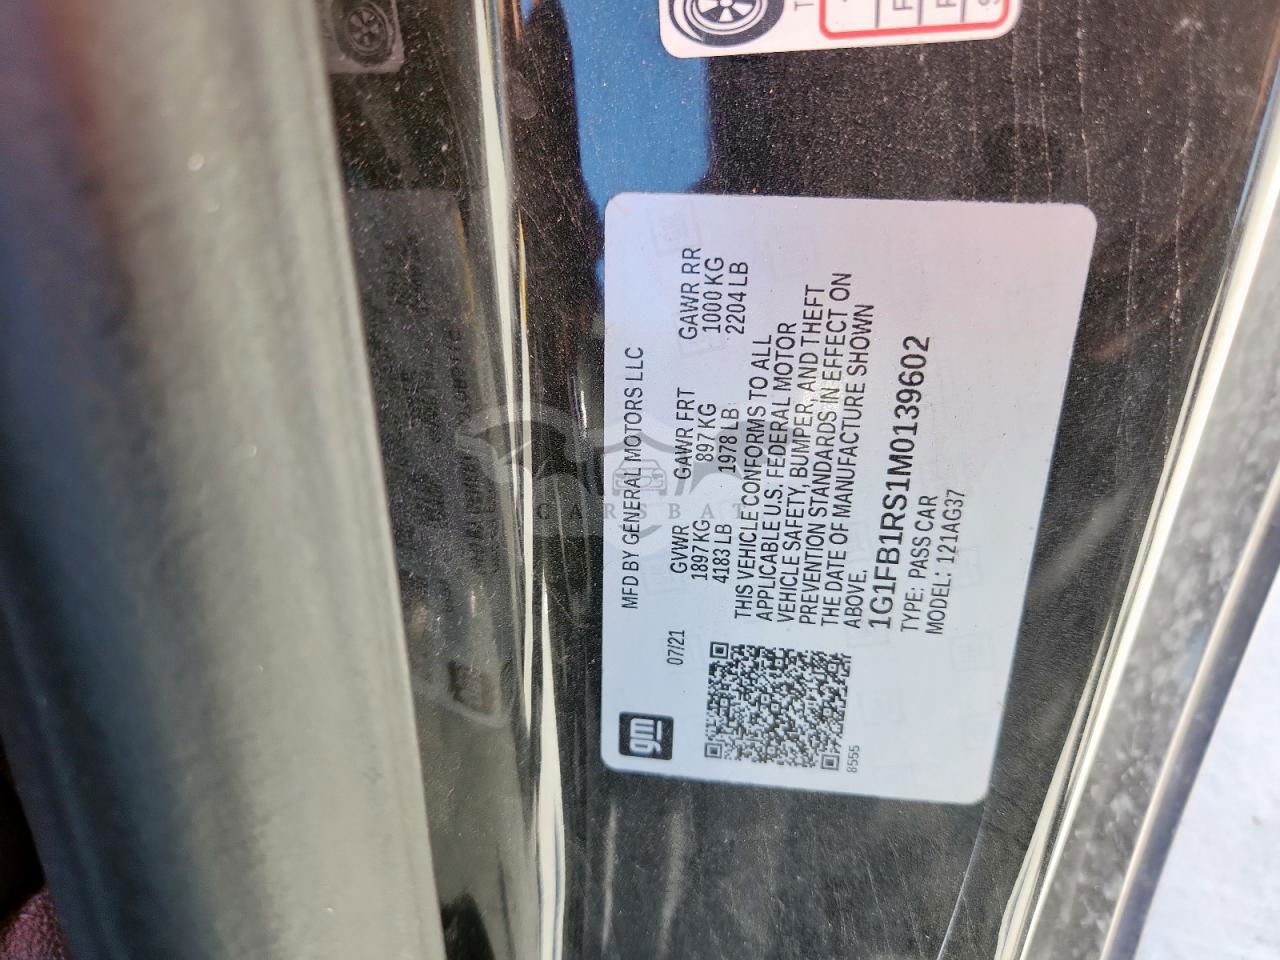 gm
MFD BY GENERAL MOTORS LLC
07/21
GVWR GAWR FRT GAWR RR
1897 KG 897 KG 1000 KG
4183 LB 1978 LB 2204 LB
THIS VEHICLE CONFORMS TO ALL
APPLICABLE U.S. FEDERAL MOTOR
VEHICLE SAFETY, BUMPER, AND THEFT
PREVENTION STANDARDS IN EFFECT ON
THE DATE OF MANUFACTURE SHOWN
ABOVE.
1G1FB1RS1M0139602
TYPE: PASS CAR
MODEL: 121AG37
8555
CARSBAT